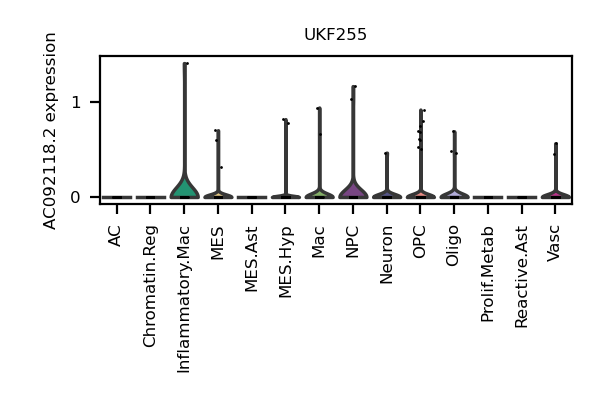 UKF255
AC092118.2 expression
1
0
AC
Chromatin.Reg
Inflammatory.Mac
MES
MES.Ast
MES.Hyp
Mac
NPC
Neuron
OPC
Oligo
Prolif.Metab
Reactive.Ast
Vasc